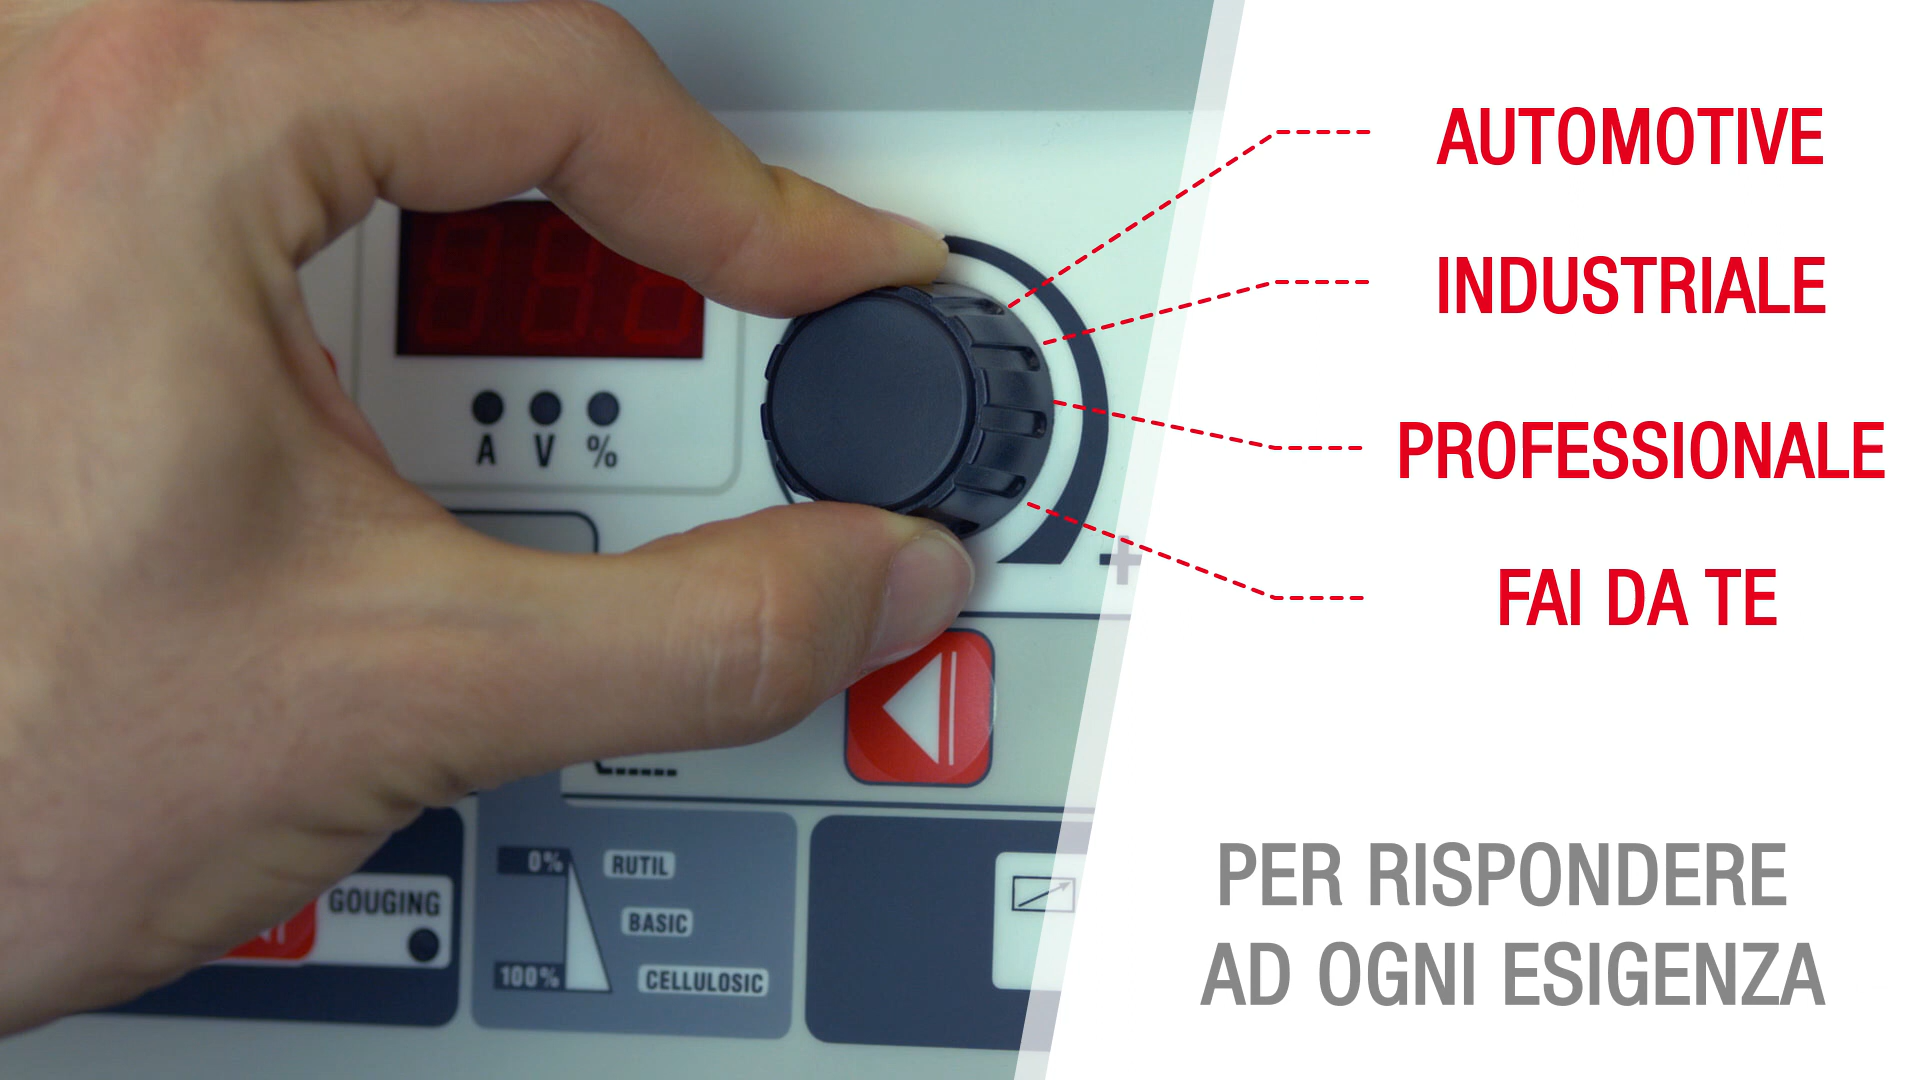 AUTOMOTIVE
INDUSTRIALE
PROFESSIONALE
FAI DA TE
A V %
+
0% RUTIL
GOUGING
BASIC
100% CELLULOSIC
PER RISPONDERE
AD OGNI ESIGENZA